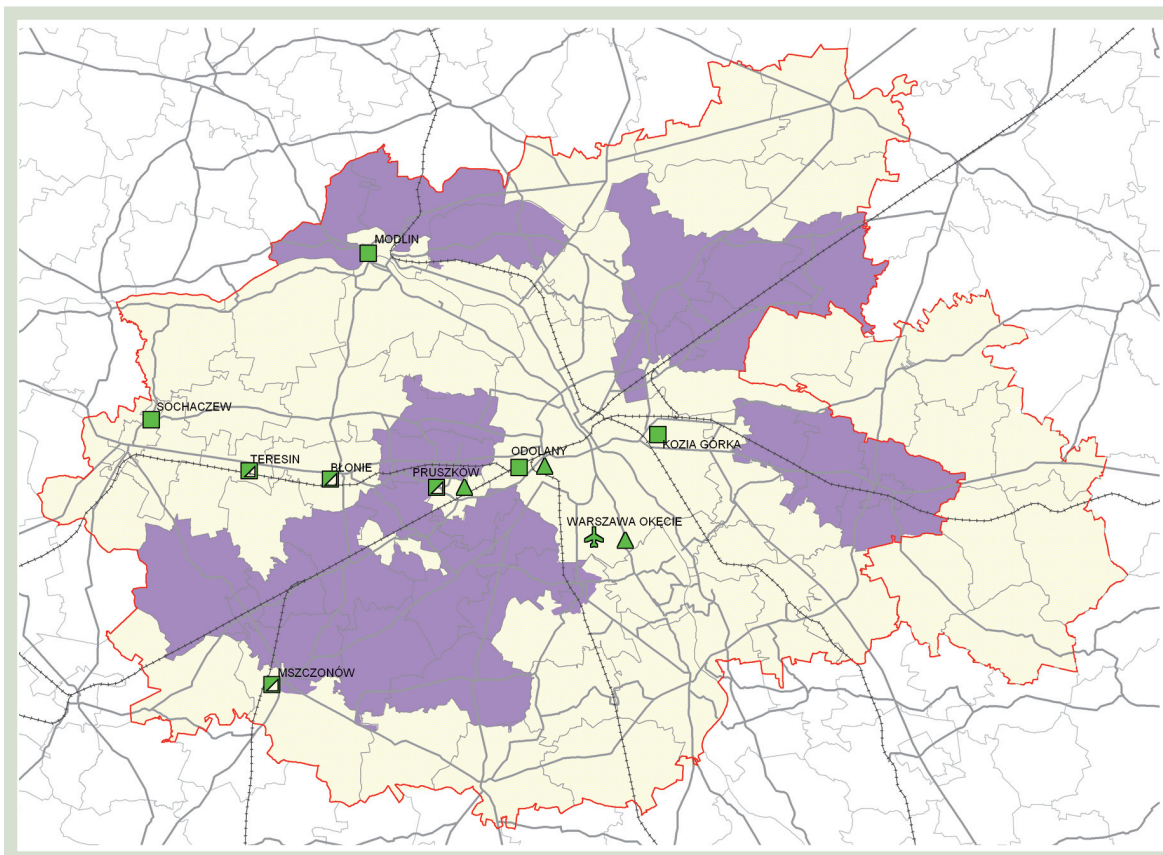 MODLIN
SOCHACZEW
KOZIA GÓRKA
ODOLANY
TERESIN
BŁONIE
PRUSZKÓW
WARSZAWA OKĘCIE
MSZCZONÓW